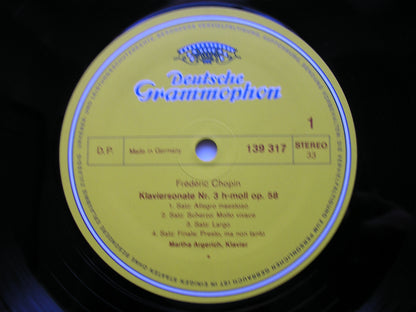 Deutsche
Grammophon
1
D.P.
Made in Germany
139 317
STEREO
33
Frédéric Chopin
Klaviersonate Nr. 3 h-moll op. 58
1. Satz: Allegro maestoso
2. Satz: Scherzo: Molto vivace
3. Satz: Largo
4. Satz: Finale: Presto, ma non tanto
Martha Argerich, Klavier